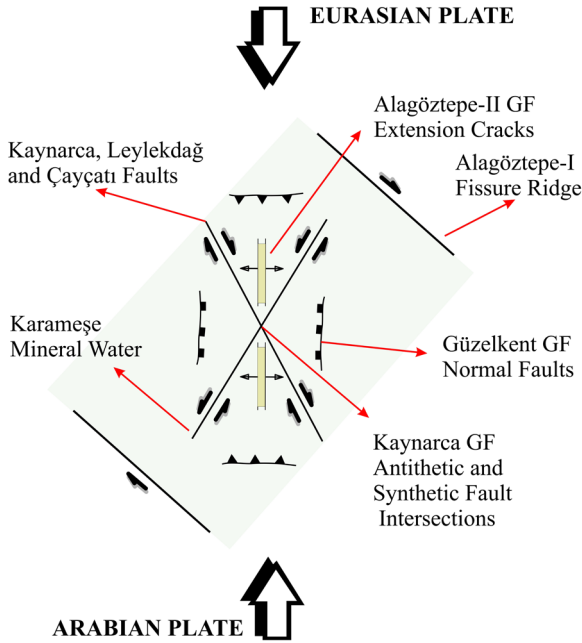 EURASIAN PLATE
Alagöztepe-II GF
Extension Cracks
Kaynarca, Leylekdağ
and Çayçatı Faults
Alagöztepe-I
Fissure Ridge
Karameşe
Mineral Water
Güzelkent GF
Normal Faults
Kaynarca GF
Antithetic and
Synthetic Fault
Intersections
ARABIAN PLATE